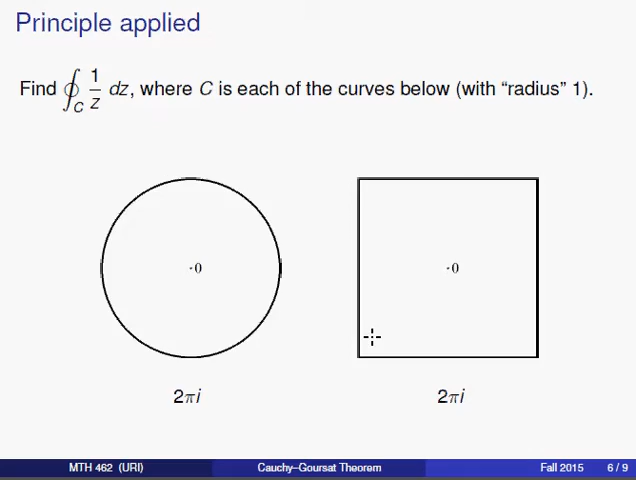 Principle applied
Find ∮_C 1/z dz, where C is each of the curves below (with “radius” 1).
·0 ·0
2πi 2πi
MTH 462 (URI) Cauchy–Goursat Theorem Fall 2015 6 / 9